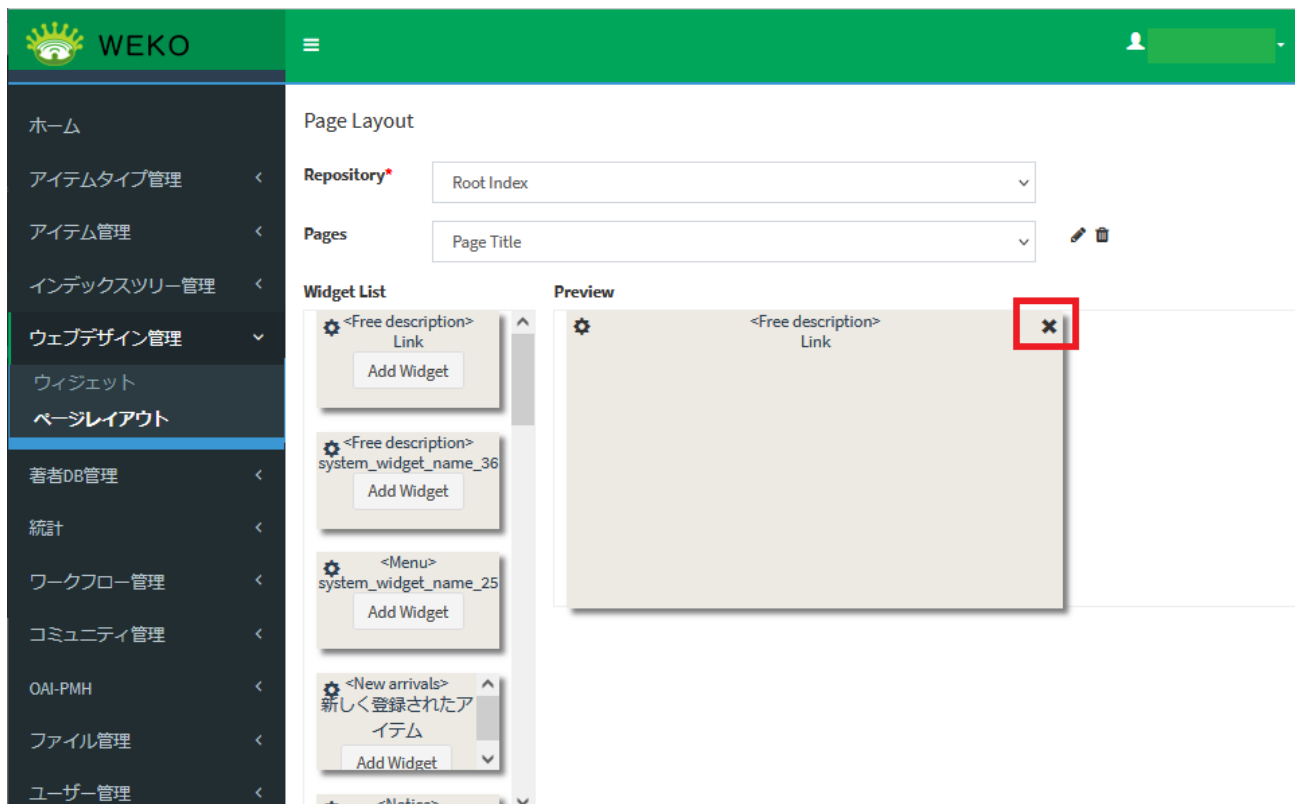 WEKO
ホーム
アイテムタイプ管理
アイテム管理
インデックスツリー管理
ウェブデザイン管理
ウィジェット
ページレイアウト
著者DB管理
統計
ワークフロー管理
コミュニティ管理
OAI-PMH
ファイル管理
ユーザー管理
Page Layout
Repository*
Root Index
Pages
Page Title
Widget List
<Free description>
Link
Add Widget
<Free description>
system_widget_name_36
Add Widget
<Menu>
system_widget_name_25
Add Widget
<New arrivals>
新しく登録されたア
イテム
Add Widget
<Notice>
Preview
<Free description>
Link